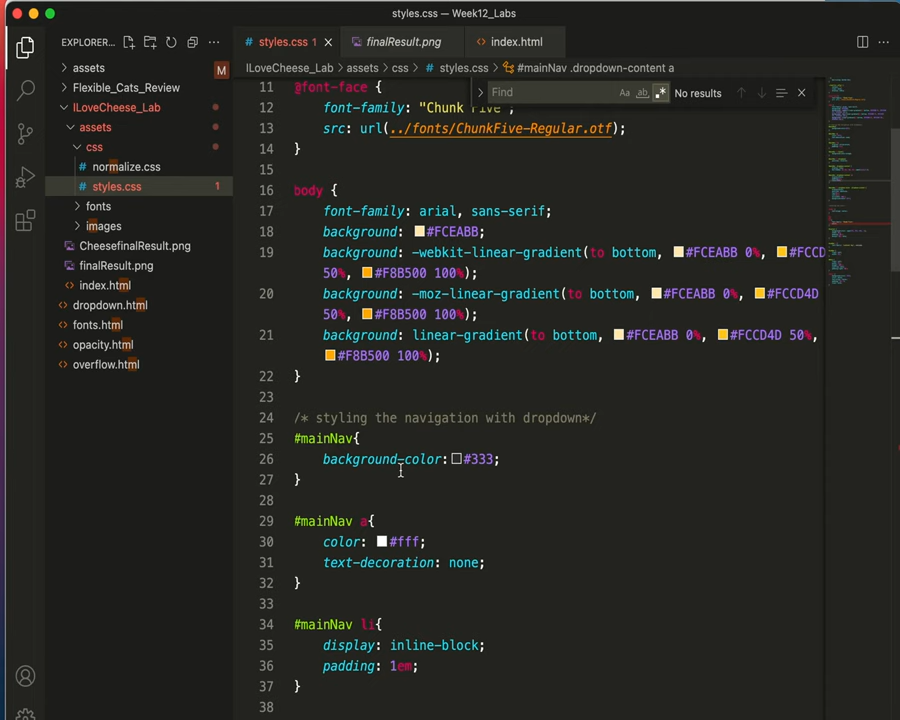 styles.css — Week12_Labs
EXPLORER...
styles.css 1
finalResult.png
index.html
ILoveCheese_Lab > assets > css > styles.css > #mainNav .dropdown-content a
Find
Aa
ab
No results
assets
M
Flexible_Cats_Review
ILoveCheese_Lab
assets
css
normalize.css
styles.css 1
fonts
images
CheesefinalResult.png
finalResult.png
index.html
dropdown.html
fonts.html
opacity.html
overflow.html
11 @font-face {
12 font-family: "Chunk Five";
13 src: url(../fonts/ChunkFive-Regular.otf);
14 }
15
16 body {
17 font-family: arial, sans-serif;
18 background: #FCEABB;
19 background: -webkit-linear-gradient(to bottom, #FCEABB 0%, #FCCD
50%, #F8B500 100%);
20 background: -moz-linear-gradient(to bottom, #FCEABB 0%, #FCCD4D
50%, #F8B500 100%);
21 background: linear-gradient(to bottom, #FCEABB 0%, #FCCD4D 50%,
#F8B500 100%);
22 }
23
24 /* styling the navigation with dropdown*/
25 #mainNav{
26 background-color: #333;
27 }
28
29 #mainNav a{
30 color: #fff;
31 text-decoration: none;
32 }
33
34 #mainNav li{
35 display: inline-block;
36 padding: 1em;
37 }
38